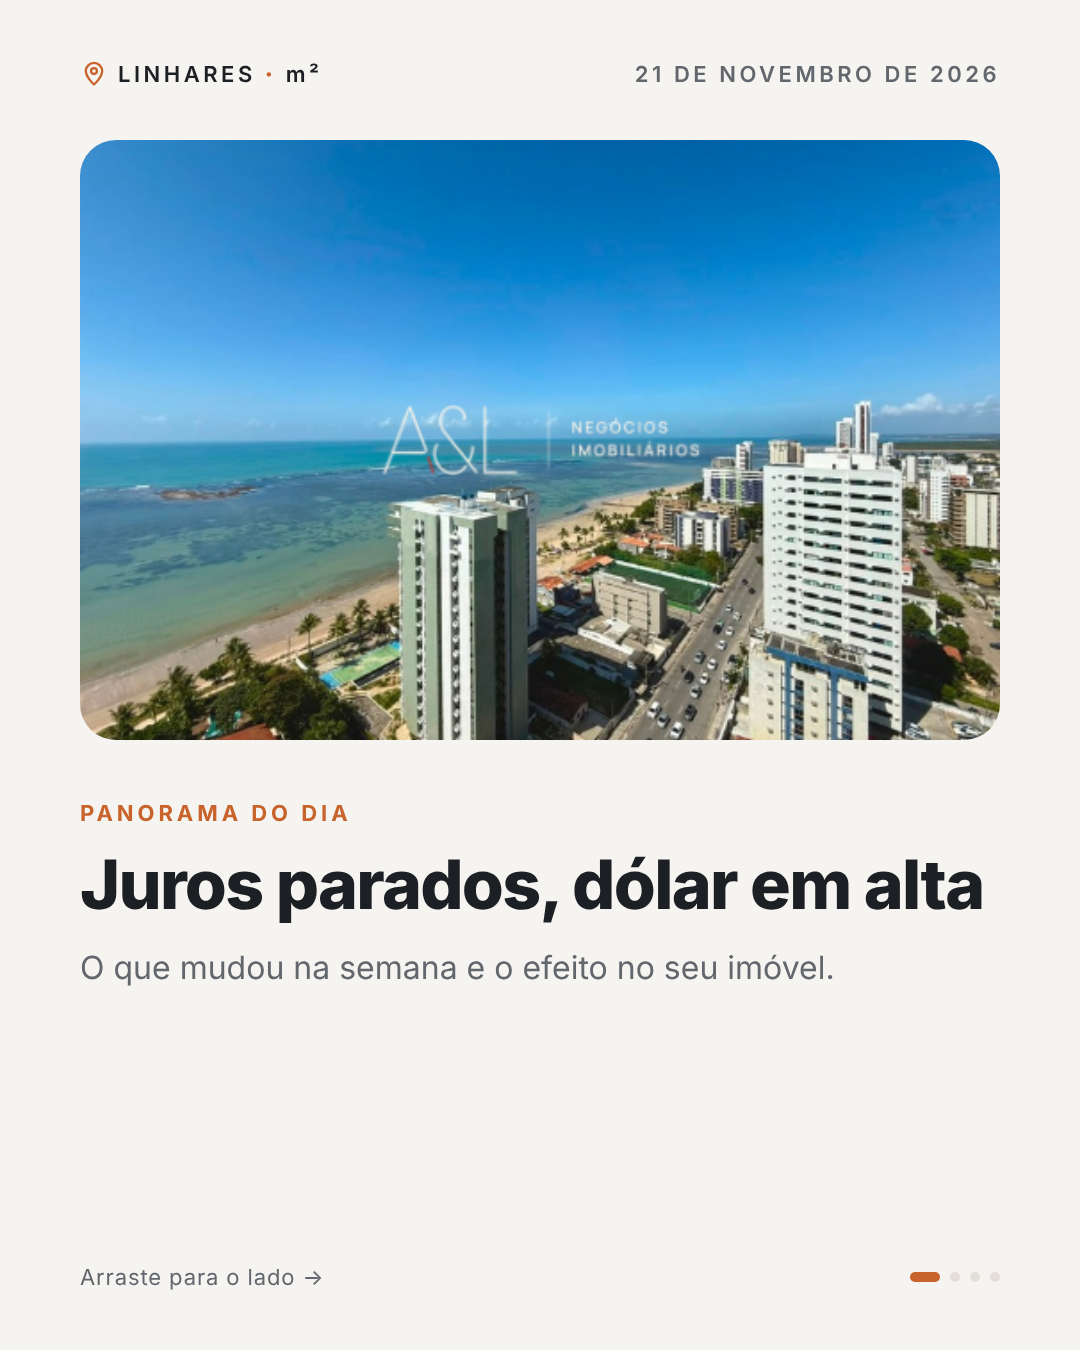 LINHARES · m²
21 DE NOVEMBRO DE 2026
A&L | NEGÓCIOS
IMOBILIÁRIOS
PANORAMA DO DIA
Juros parados, dólar em alta
O que mudou na semana e o efeito no seu imóvel.
Arraste para o lado →